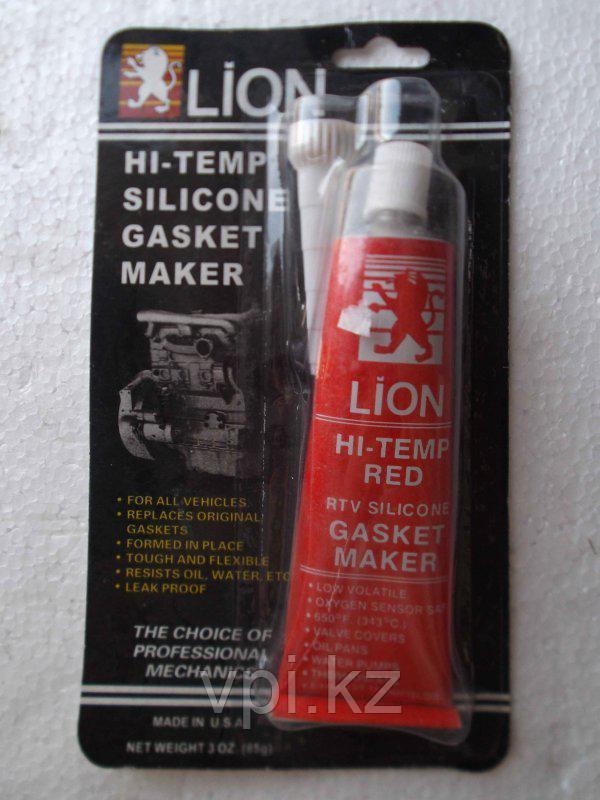 LiON
HI-TEMP
SILICONE
GASKET
MAKER
• FOR ALL VEHICLES
• REPLACES ORIGINAL
GASKETS
• FORMED IN PLACE
• TOUGH AND FLEXIBLE
• RESISTS OIL, WATER, ETC
• LEAK PROOF
THE CHOICE OF
PROFESSIONAL
MECHANICS
MADE IN U.S.A
NET WEIGHT 3 OZ. (85g)
LiON
HI-TEMP
RED
RTV SILICONE
GASKET
MAKER
• LOW VOLATILE
• OXYGEN SENSOR SAF
• 650°F. (343°C.)
• VALVE COVERS
• OIL PANS
• WATER PUMPS
vpi.kz